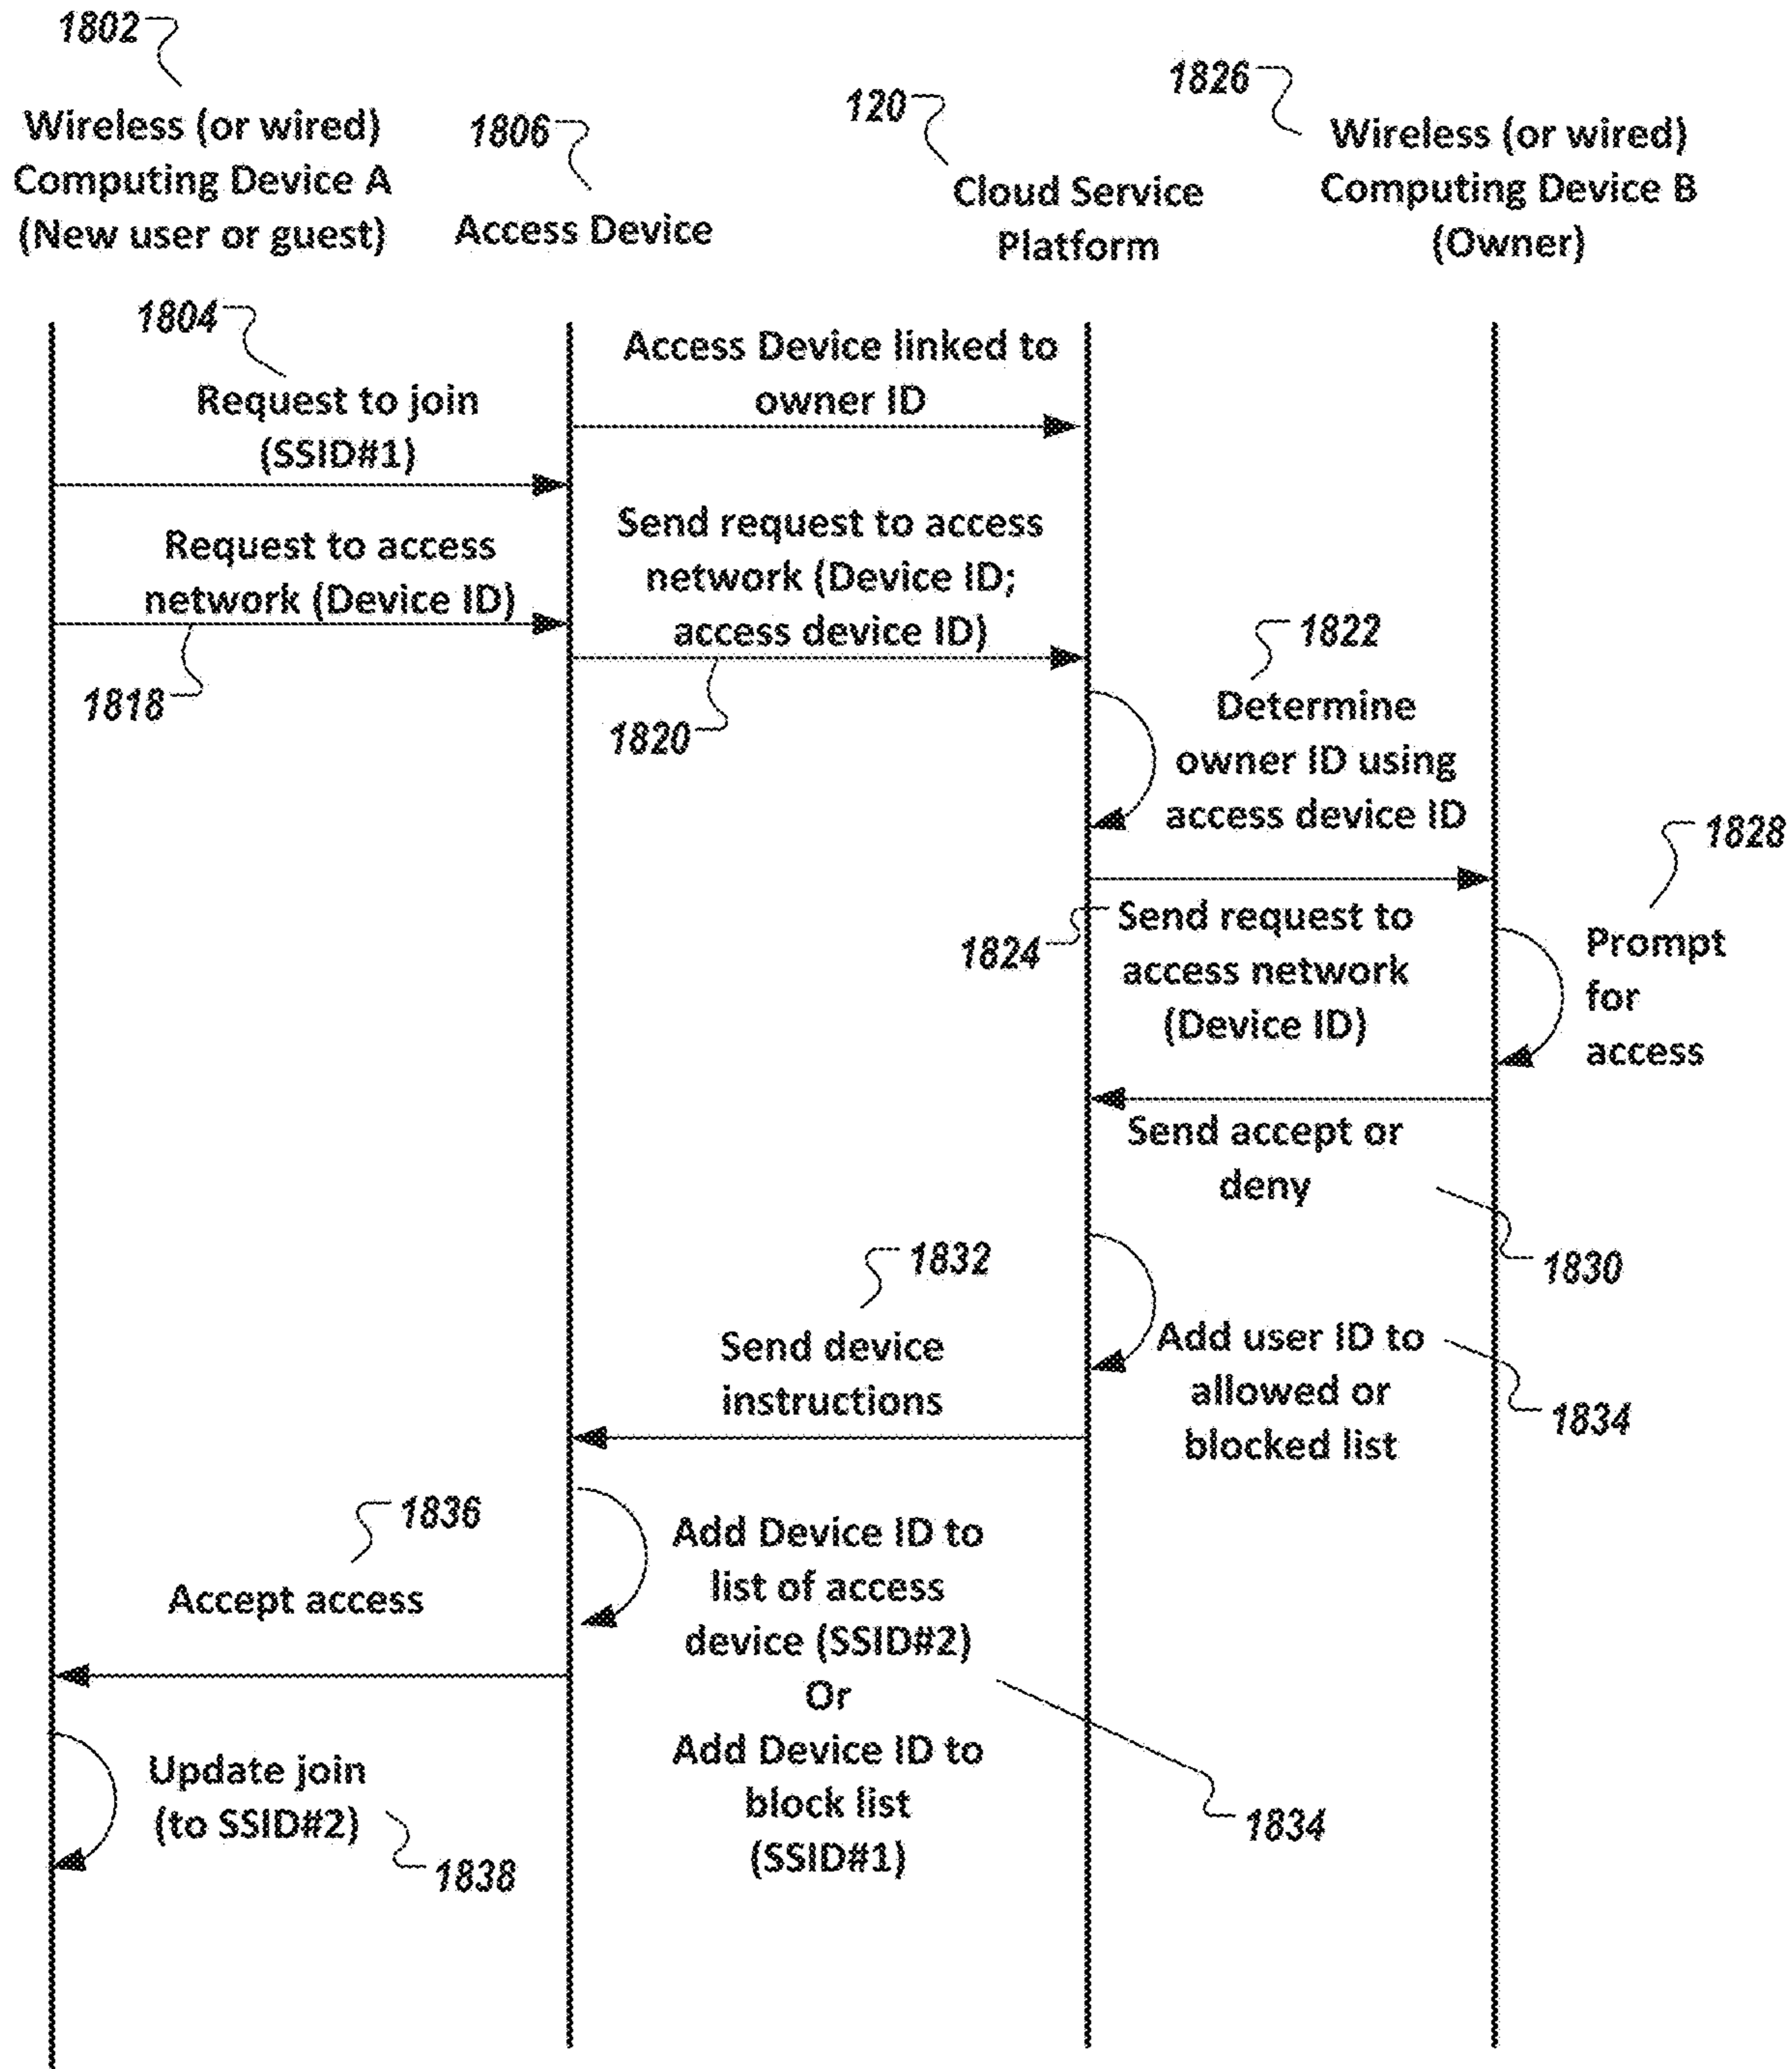 1802
Wireless (or wired)
Computing Device A
(New user or guest)
1806
Access Device
120
Cloud Service
Platform
1826
Wireless (or wired)
Computing Device B
(Owner)
1804
Request to join
(SSID#1)
Access Device linked to
owner ID
Request to access
network (Device ID)
1818
Send request to access
network (Device ID;
access device ID)
1820
1822
Determine
owner ID using
access device ID
1824
Send request to
access network
(Device ID)
1828
Prompt
for
access
Send accept or
deny
1830
1832
Send device
instructions
Add user ID to
allowed or
blocked list
1834
1836
Accept access
Add Device ID to
list of access
device (SSID#2)
Or
Add Device ID to
block list
(SSID#1)
1834
Update join
(to SSID#2)
1838